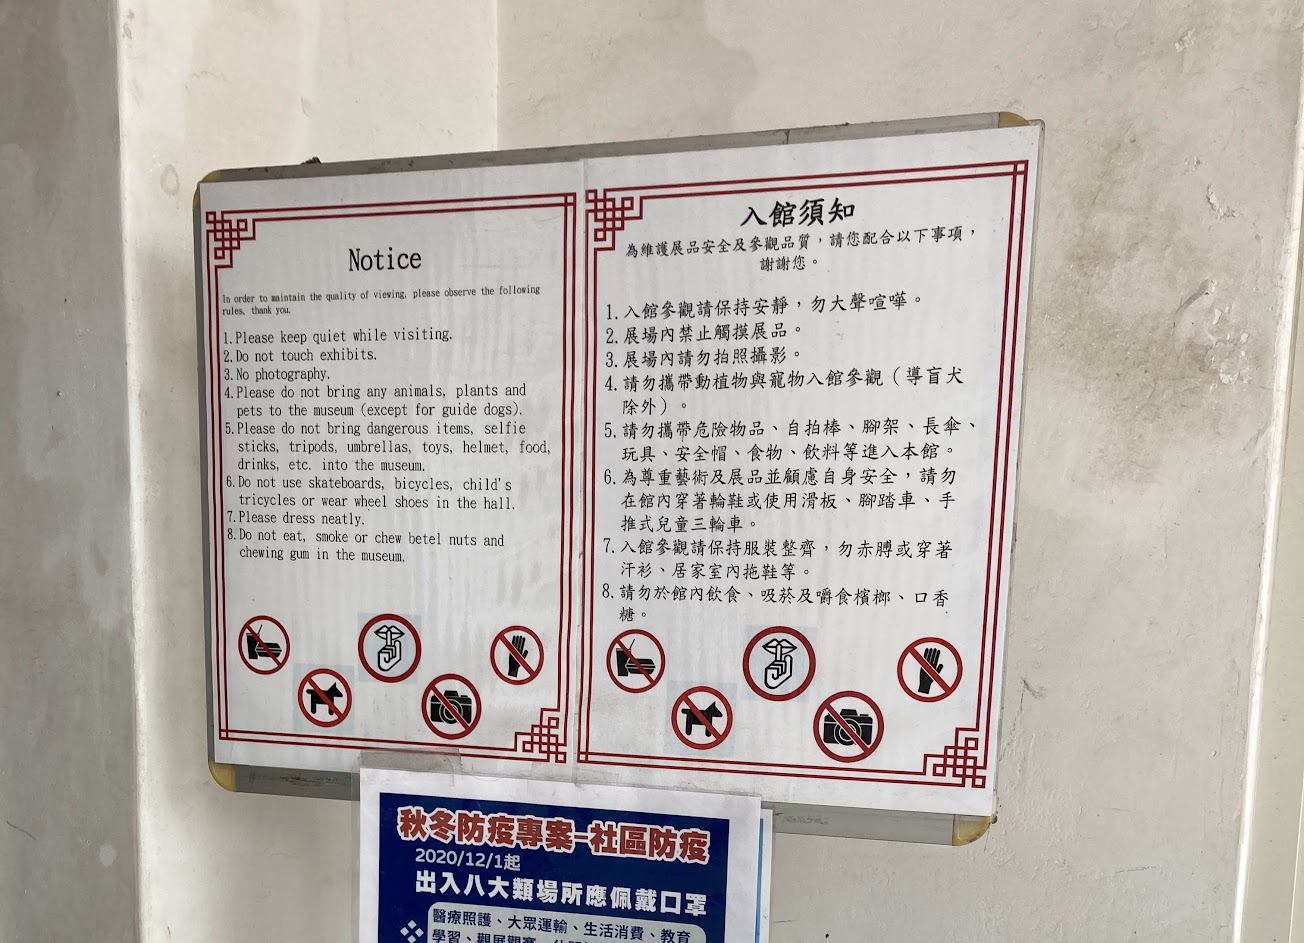 Notice
In order to maintain the quality of viewing, please observe the following
rules, thank you.
1.Please keep quiet while visiting.
2.Do not touch exhibits.
3.No photography.
4.Please do not bring any animals, plants and
pets to the museum (except for guide dogs).
5.Please do not bring dangerous items, selfie
sticks, tripods, umbrellas, toys, helmet, food,
drinks, etc. into the museum.
6.Do not use skateboards, bicycles, child's
tricycles or wear wheel shoes in the hall.
7.Please dress neatly.
8.Do not eat, smoke or chew betel nuts and
chewing gum in the museum.
入館須知
為維護展品安全及參觀品質，請您配合以下事項，
謝謝您。
1.入館參觀請保持安靜，勿大聲喧嘩。
2.展場內禁止觸摸展品。
3.展場內請勿拍照攝影。
4.請勿攜帶動植物與寵物入館參觀（導盲犬
除外）。
5.請勿攜帶危險物品、自拍棒、腳架、長傘、
玩具、安全帽、食物、飲料等進入本館。
6.為尊重藝術及展品並顧慮自身安全，請勿
在館內穿著輪鞋或使用滑板、腳踏車、手
推式兒童三輪車。
7.入館參觀請保持服裝整齊，勿赤膊或穿著
汗衫、居家室內拖鞋等。
8.請勿於館內飲食、吸菸及嚼食檳榔、口香
糖。
秋冬防疫專案-社區防疫
2020/12/1起
出入八大類場所應佩戴口罩
醫療照護、大眾運輸、生活消費、教育
學習、觀展觀賽、